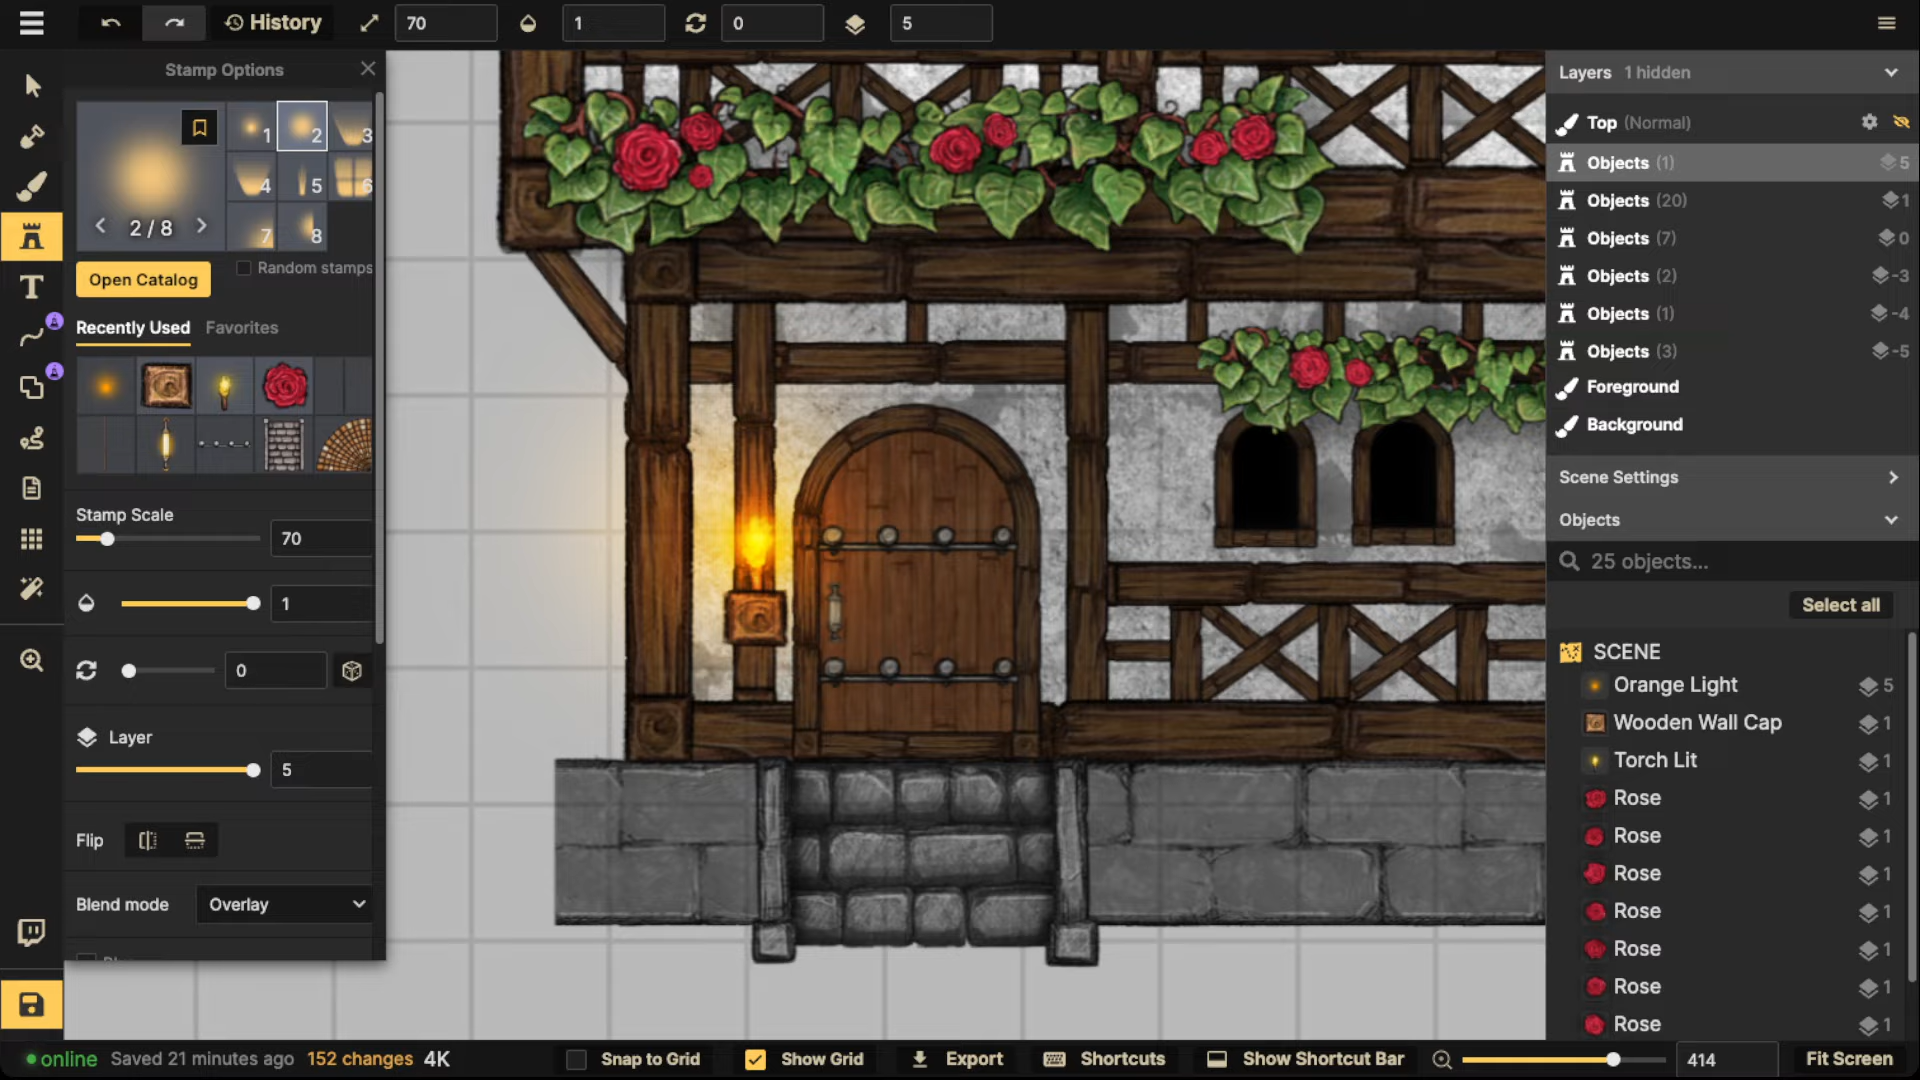 History
70
1
0
5
Stamp Options
1
2
3
4
5
6
7
8
2 / 8
Open Catalog
Random stamps
Recently Used
Favorites
Stamp Scale
70
1
0
Layer
5
Flip
Blend mode
Overlay
Layers 1 hidden
Top (Normal)
Objects (1) 5
Objects (20) 1
Objects (7) 0
Objects (2) -3
Objects (1) -4
Objects (3) -5
Foreground
Background
Scene Settings
Objects
25 objects...
Select all
SCENE
Orange Light 5
Wooden Wall Cap 1
Torch Lit 1
Rose 1
Rose 1
Rose 1
Rose 1
Rose 1
Rose 1
Rose 1
online Saved 21 minutes ago 152 changes 4K
Snap to Grid
Show Grid
Export
Shortcuts
Show Shortcut Bar
414
Fit Screen